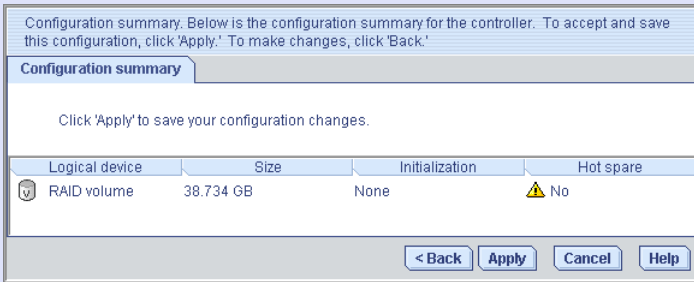 Configuration summary. Below is the configuration summary for the controller. To accept and save
this configuration, click 'Apply.' To make changes, click 'Back.'
Configuration summary
Click 'Apply' to save your configuration changes.
Logical device Size Initialization Hot spare
V RAID volume 38.734 GB None No
< Back Apply Cancel Help